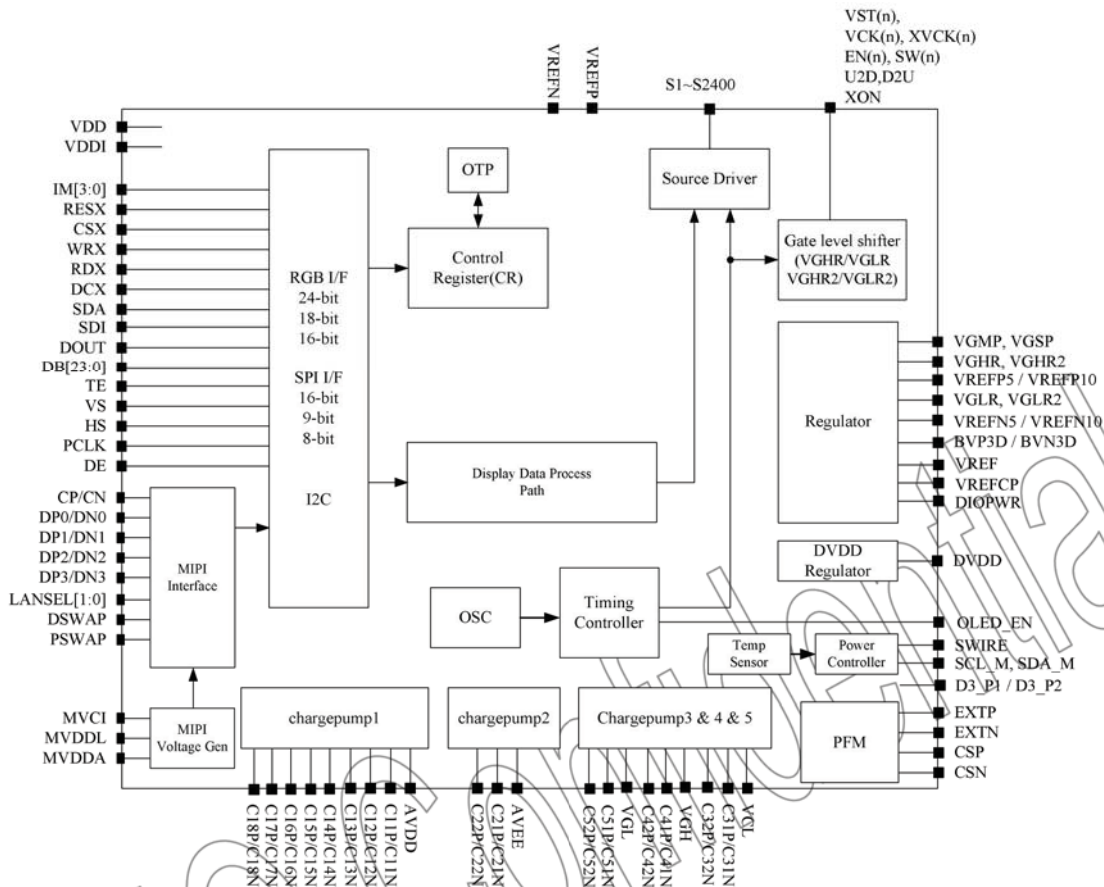 VST(n),
VCK(n), XVCK(n)
EN(n), SW(n)
U2D,D2U
XON
VREFN
VREFP
S1~S2400
VDD
VDDI
IM[3:0]
RESX
CSX
WRX
RDX
DCX
SDA
SDI
DOUT
DB[23:0]
TE
VS
HS
PCLK
DE
CP/CN
DP0/DN0
DP1/DN1
DP2/DN2
DP3/DN3
LANSEL[1:0]
DSWAP
PSWAP
MVCI
MVDDL
MVDDA
RGB I/F
24-bit
18-bit
16-bit
SPI I/F
16-bit
9-bit
8-bit
I2C
MIPI
Interface
MIPI
Voltage Gen
OTP
Control
Register(CR)
Display Data Process
Path
OSC
Timing
Controller
Source Driver
Gate level shifter
(VGHR/VGLR
VGHR2/VGLR2)
Regulator
DVDD
Regulator
Temp
Sensor
Power
Controller
PFM
chargepump1
chargepump2
Chargepump3 & 4 & 5
VGMP, VGSP
VGHR, VGHR2
VREFP5 / VREFP10
VGLR, VGLR2
VREFN5 / VREFN10
BVP3D / BVN3D
VREF
VREFCP
DIOPWR
DVDD
OLED_EN
SWIRE
SCL_M, SDA_M
D3_P1 / D3_P2
EXTP
EXTN
CSP
CSN
C18P/C18N
C17P/C17N
C16P/C16N
C15P/C15N
C14P/C14N
C13P/C13N
C12P/C12N
C11P/C11N
AVDD
C22P/C22N
C21P/C21N
AVEE
C52P/C52N
C51P/C51N
VGL
C42P/C42N
C41P/C41N
VGH
C32P/C32N
C31P/C31N
VCL